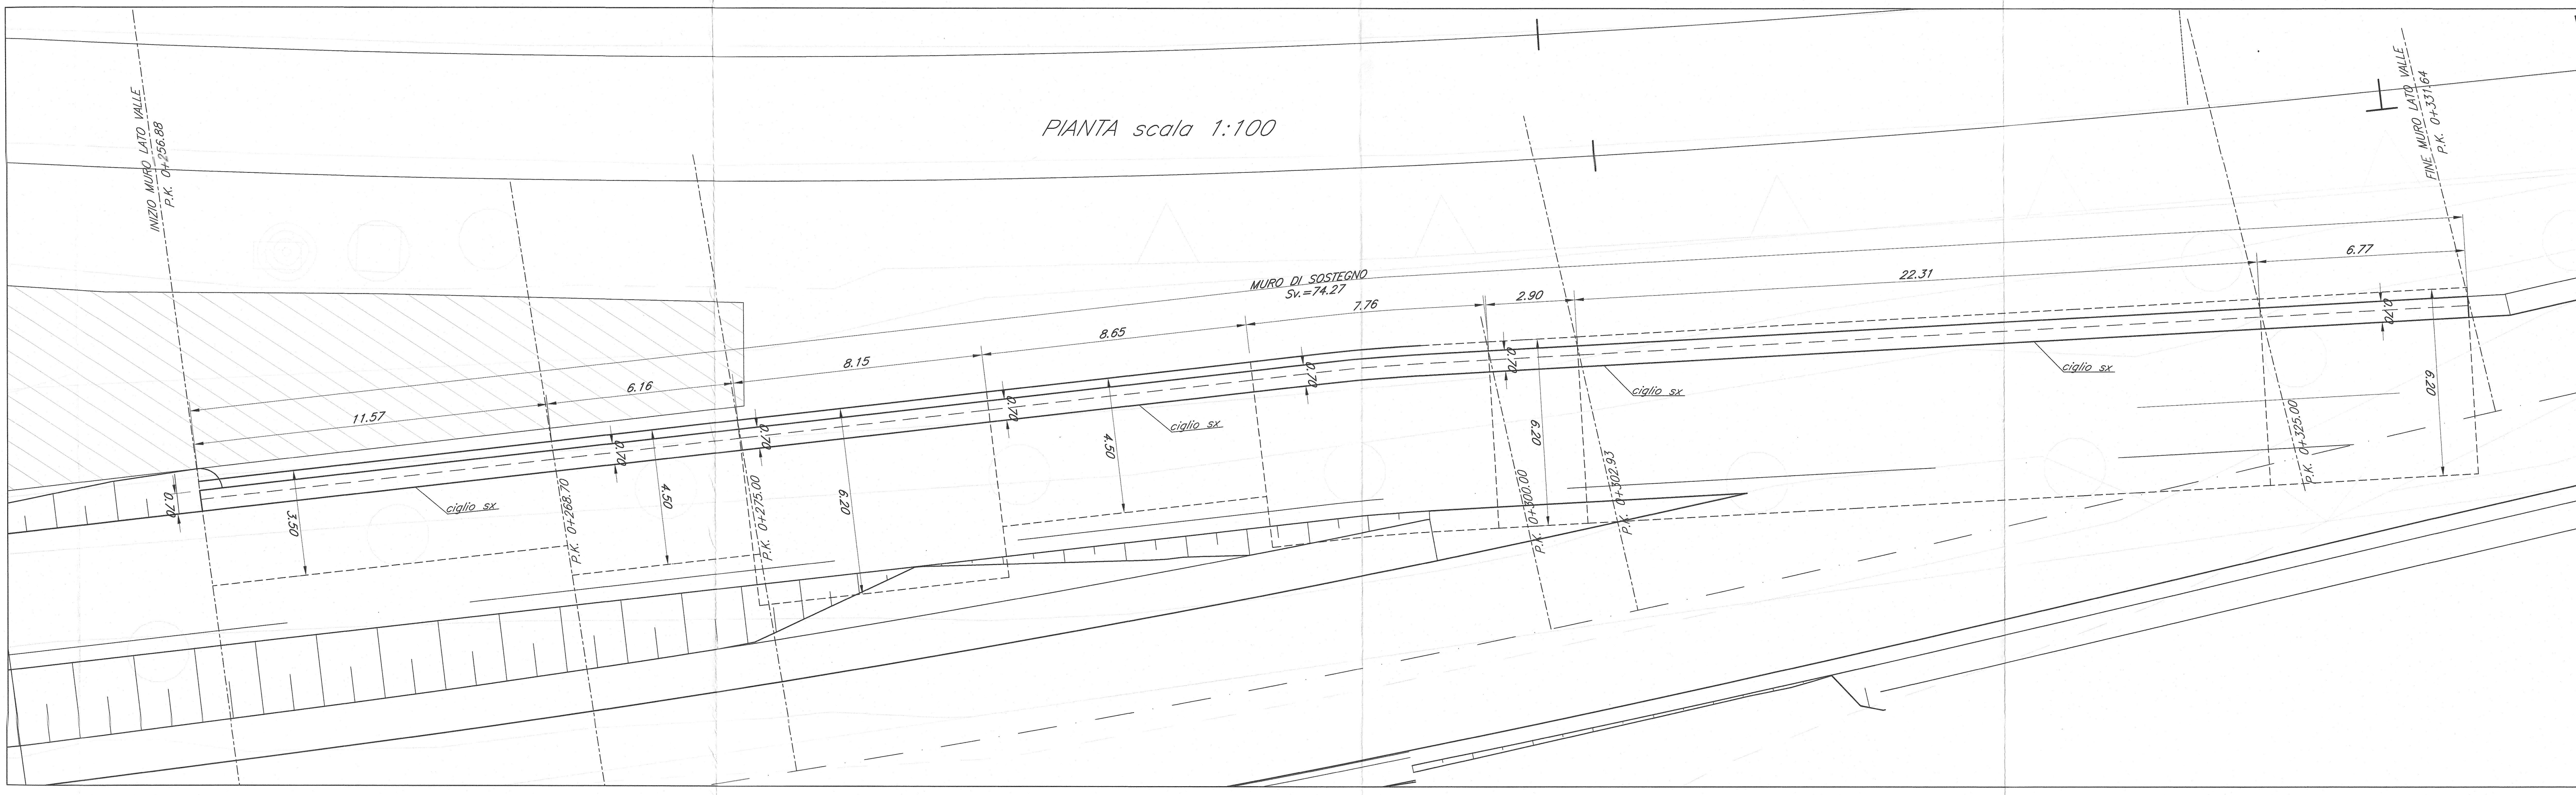 PIANTA scala 1:100
INIZIO MURO LATO VALLE
P.K. 0+256.88
FINE MURO LATO VALLE
P.K. 0+331.64
MURO DI SOSTEGNO
Sv.=74.27
11.57
6.16
8.15
8.65
7.76
2.90
22.31
6.77
0.70
3.50
ciglio sx
0.70
4.50
P.K. 0+268.70
0.70
P.K. 0+275.00
6.20
0.70
4.50
ciglio sx
0.70
0.70
6.20
P.K. 0+300.00
ciglio sx
P.K. 0+302.93
ciglio sx
P.K. 0+325.00
0.70
6.20